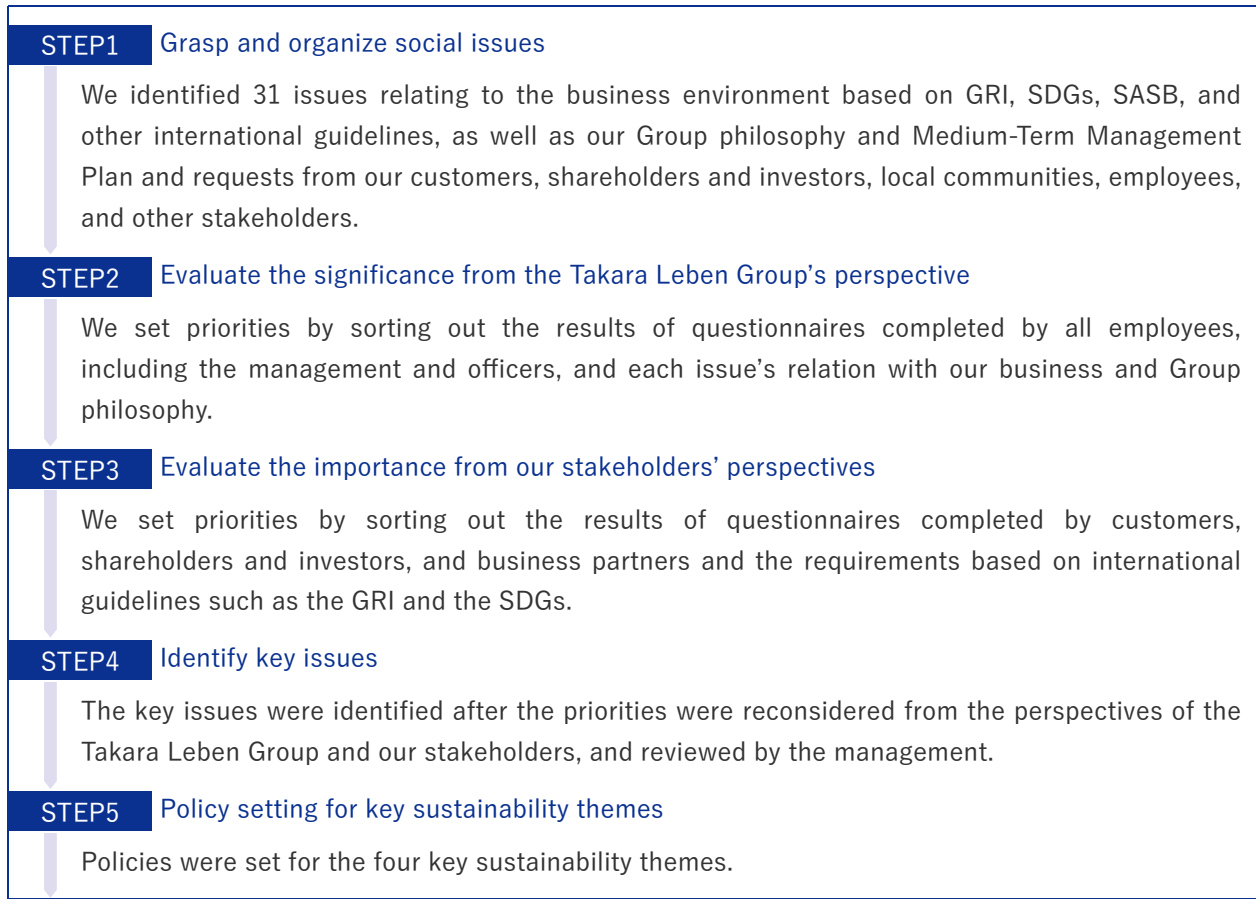 STEP1 Grasp and organize social issues
We identified 31 issues relating to the business environment based on GRI, SDGs, SASB, and
other international guidelines, as well as our Group philosophy and Medium-Term Management
Plan and requests from our customers, shareholders and investors, local communities, employees,
and other stakeholders.
STEP2 Evaluate the significance from the Takara Leben Group’s perspective
We set priorities by sorting out the results of questionnaires completed by all employees,
including the management and officers, and each issue’s relation with our business and Group
philosophy.
STEP3 Evaluate the importance from our stakeholders’ perspectives
We set priorities by sorting out the results of questionnaires completed by customers,
shareholders and investors, and business partners and the requirements based on international
guidelines such as the GRI and the SDGs.
STEP4 Identify key issues
The key issues were identified after the priorities were reconsidered from the perspectives of the
Takara Leben Group and our stakeholders, and reviewed by the management.
STEP5 Policy setting for key sustainability themes
Policies were set for the four key sustainability themes.